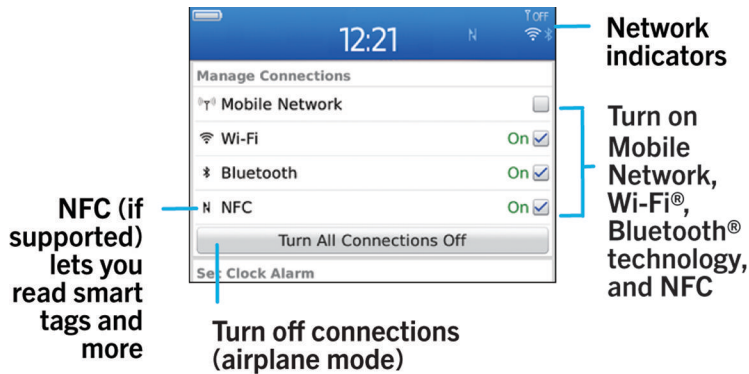 OFF
12:21
Network
indicators
Manage Connections
Mobile Network
Wi-Fi On
Bluetooth On
NFC On
Turn All Connections Off
Set Clock Alarm
Turn on
Mobile
Network,
Wi-Fi®,
Bluetooth®
technology,
and NFC
NFC (if
supported)
lets you
read smart
tags and
more
Turn off connections
(airplane mode)